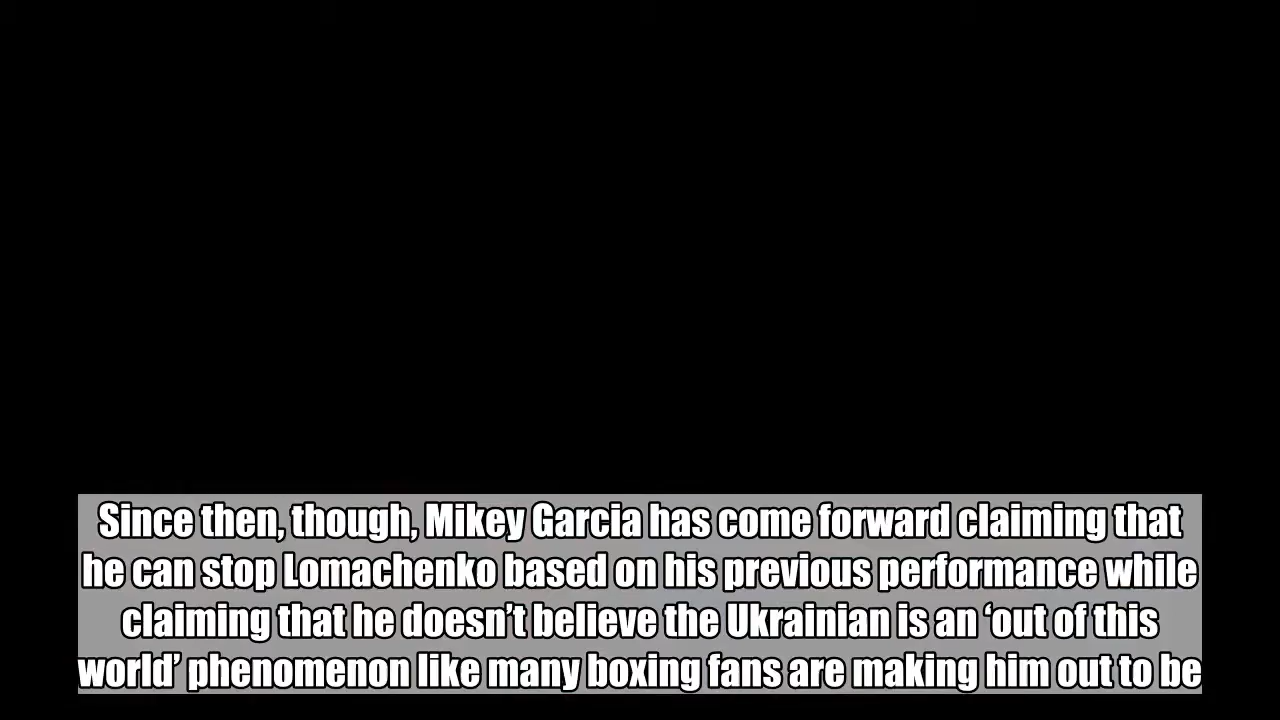 Since then, though, Mikey Garcia has come forward claiming that
he can stop Lomachenko based on his previous performance while
claiming that he doesn’t believe the Ukrainian is an ‘out of this
world’ phenomenon like many boxing fans are making him out to be